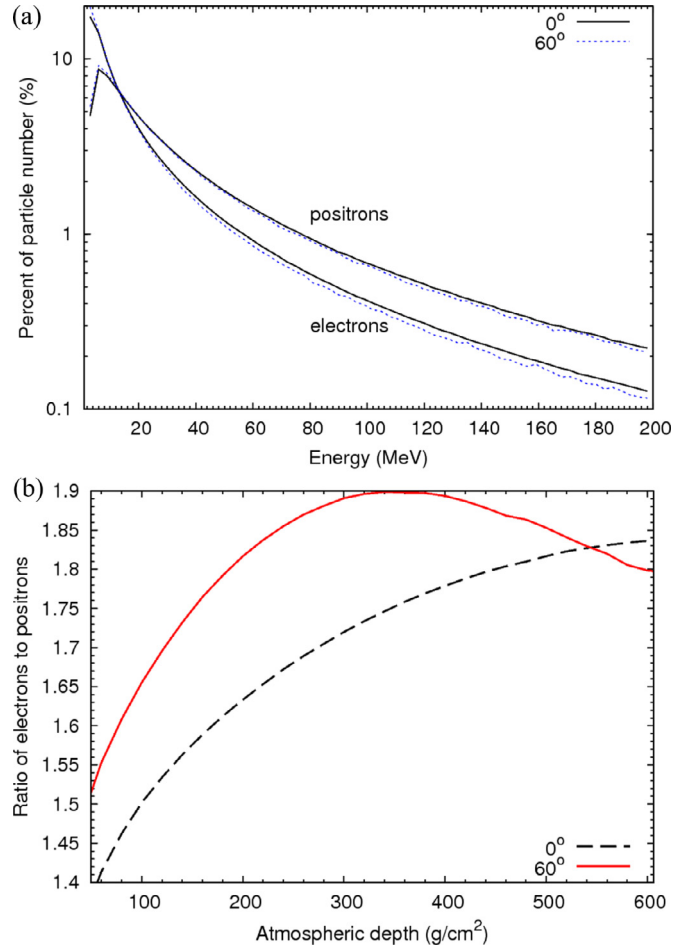 (a)
0°
60°
10
1
0.1
Percent of particle number (%)
positrons
electrons
20 40 60 80 100 120 140 160 180 200
Energy (MeV)
(b)
1.9
1.85
1.8
1.75
1.7
1.65
1.6
1.55
1.5
1.45
1.4
Ratio of electrons to positrons
0°
60°
100 200 300 400 500 600
Atmospheric depth (g/cm²)